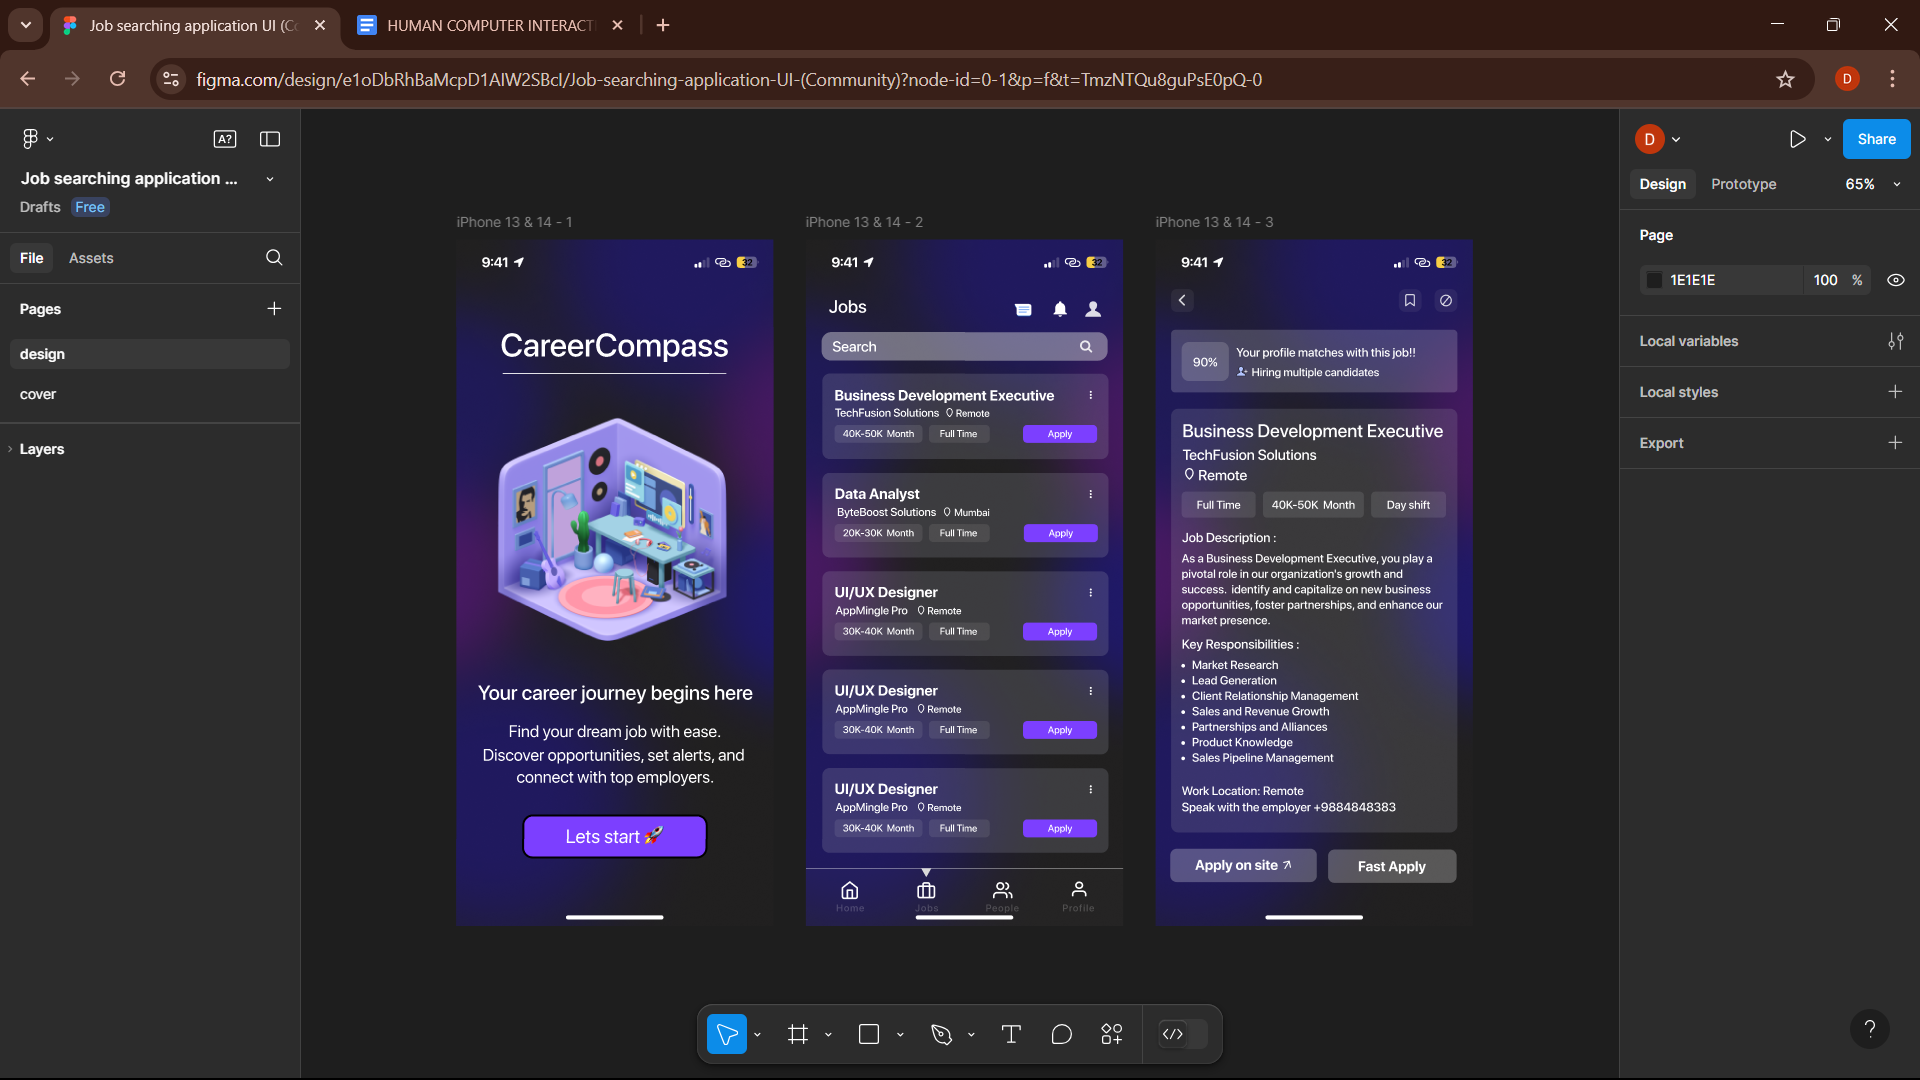 Job searching application UI (Co
HUMAN COMPUTER INTERACTI
figma.com/design/e1oDbRhBaMcpD1AlW2SBcI/Job-searching-application-UI-(Community)?node-id=0-1&p=f&t=TmzNTQu8guPsE0pQ-0
D
A?
Job searching application ...
Drafts Free
File Assets
Pages
design
cover
Layers
iPhone 13 & 14 - 1
9:41
32
CareerCompass
Your career journey begins here
Find your dream job with ease.
Discover opportunities, set alerts, and
connect with top employers.
Lets start 🚀
iPhone 13 & 14 - 2
9:41
32
Jobs
Search
Business Development Executive
TechFusion Solutions Remote
40K-50K Month Full Time Apply
Data Analyst
ByteBoost Solutions Mumbai
20K-30K Month Full Time Apply
UI/UX Designer
AppMingle Pro Remote
30K-40K Month Full Time Apply
UI/UX Designer
AppMingle Pro Remote
30K-40K Month Full Time Apply
UI/UX Designer
AppMingle Pro Remote
30K-40K Month Full Time Apply
Home Jobs People Profile
iPhone 13 & 14 - 3
9:41
32
90%
Your profile matches with this job!!
Hiring multiple candidates
Business Development Executive
TechFusion Solutions
Remote
Full Time 40K-50K Month Day shift
Job Description :
As a Business Development Executive, you play a
pivotal role in our organization's growth and
success. identify and capitalize on new business
opportunities, foster partnerships, and enhance our
market presence.
Key Responsibilities :
• Market Research
• Lead Generation
• Client Relationship Management
• Sales and Revenue Growth
• Partnerships and Alliances
• Product Knowledge
• Sales Pipeline Management
Work Location: Remote
Speak with the employer +9884848383
Apply on site ↗ Fast Apply
D Share
Design Prototype 65%
Page
1E1E1E 100 %
Local variables
Local styles
Export
?